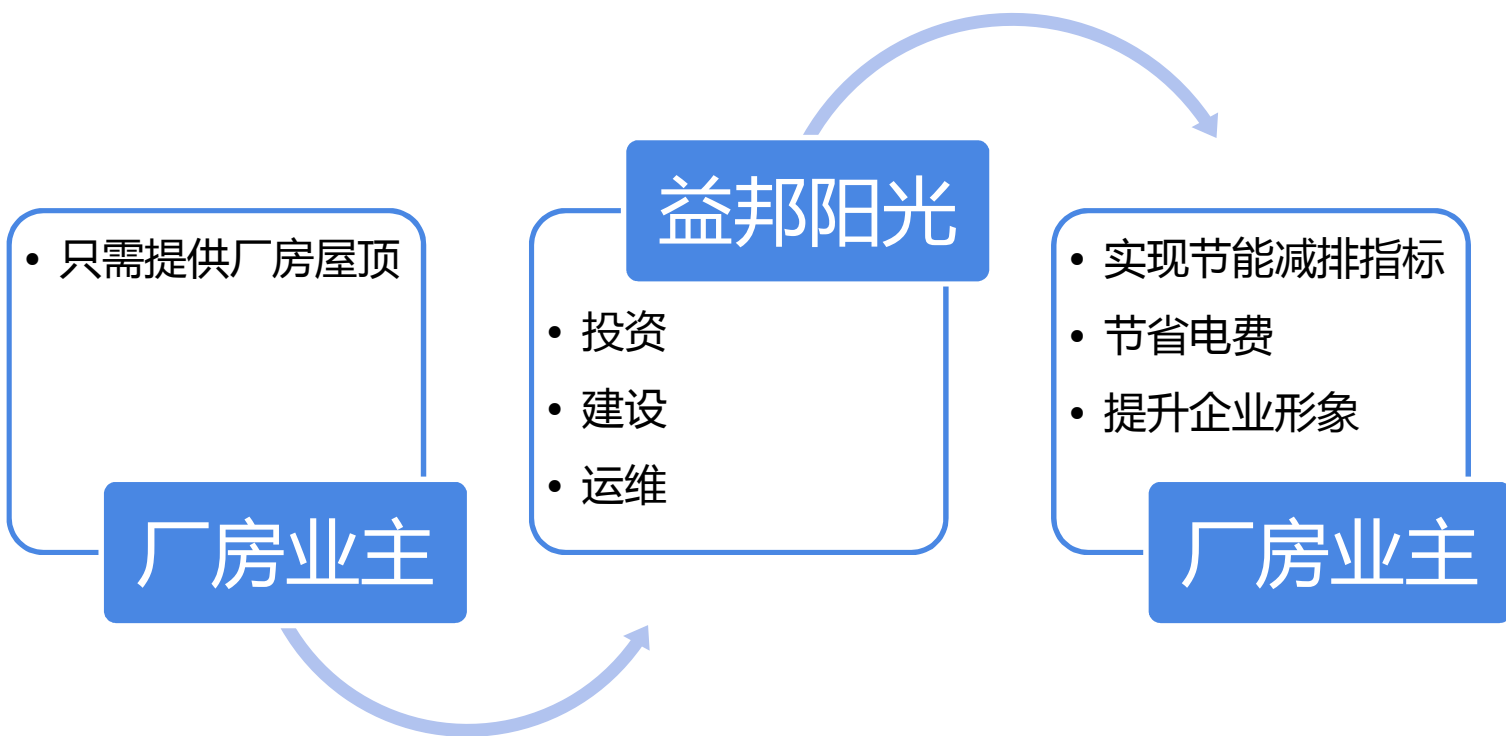 • 只需提供厂房屋顶
厂房业主
益邦阳光
• 投资
• 建设
• 运维
• 实现节能减排指标
• 节省电费
• 提升企业形象
厂房业主